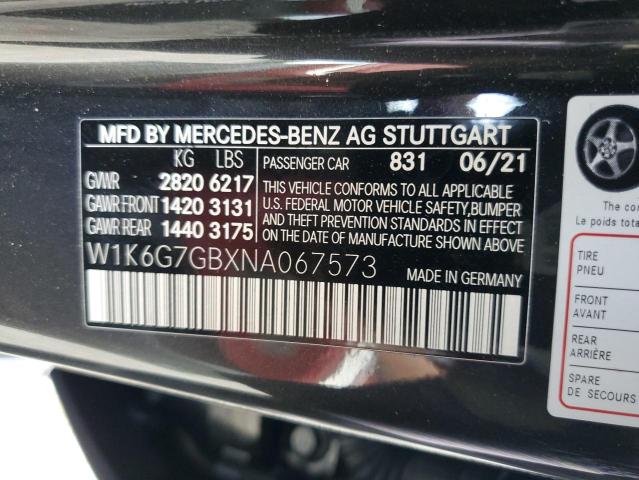 MFD BY MERCEDES-BENZ AG STUTTGART
KG LBS PASSENGER CAR 831 06/21
GVWR 2820 6217
GAWR FRONT 1420 3131
GAWR REAR 1440 3175
THIS VEHICLE CONFORMS TO ALL APPLICABLE
U.S. FEDERAL MOTOR VEHICLE SAFETY, BUMPER
AND THEFT PREVENTION STANDARDS IN EFFECT
ON THE DATE OF MANUFACTURE SHOWN ABOVE.
W1K6G7GBXNA067573
MADE IN GERMANY
The co
Le poids tota
TIRE
PNEU
FRONT
AVANT
REAR
ARRIÈRE
SPARE
DE SECOURS